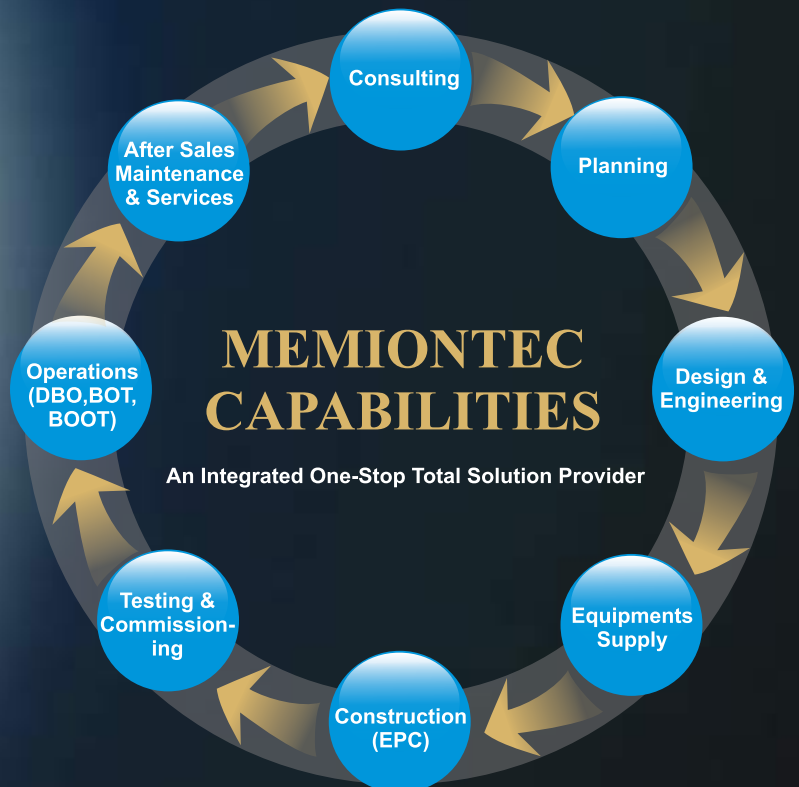 Consulting
Planning
Design &
Engineering
Equipments
Supply
Construction
(EPC)
Testing &
Commission-
ing
Operations
(DBO,BOT,
BOOT)
After Sales
Maintenance
& Services
MEMIONTEC
CAPABILITIES
An Integrated One-Stop Total Solution Provider